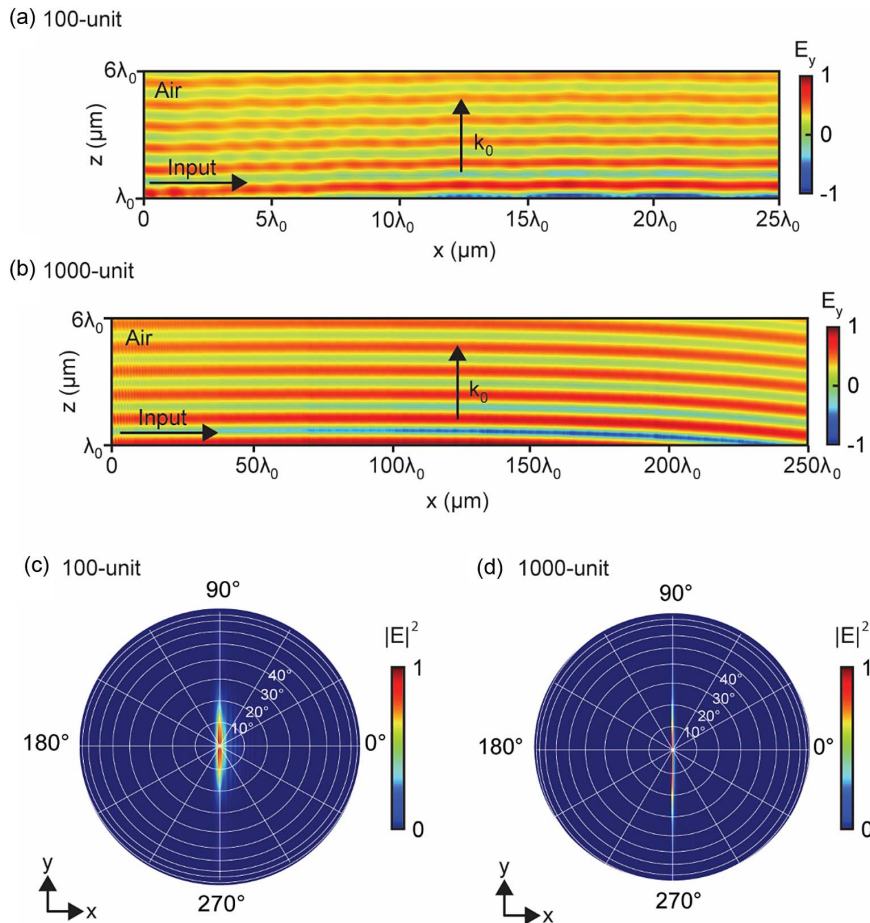 (a) 100-unit
6λ₀
Air
Input
k₀
z (μm)
λ₀
0
5λ₀
10λ₀
15λ₀
20λ₀
25λ₀
x (μm)
E_y
1
0
-1
(b) 1000-unit
6λ₀
Air
Input
k₀
z (μm)
λ₀
0
50λ₀
100λ₀
150λ₀
200λ₀
250λ₀
x (μm)
E_y
1
0
-1
(c) 100-unit
90°
180°
0°
270°
10°
20°
30°
40°
|E|²
1
0
y
x
(d) 1000-unit
90°
180°
0°
270°
10°
20°
30°
40°
|E|²
1
0
y
x